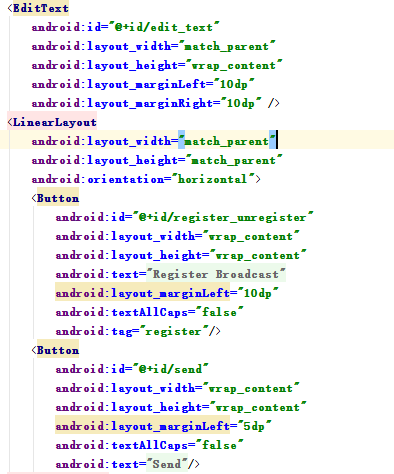 <EditText
android:id="@+id/edit_text"
android:layout_width="match_parent"
android:layout_height="wrap_content"
android:layout_marginLeft="10dp"
android:layout_marginRight="10dp" />
<LinearLayout
android:layout_width="match_parent"
android:layout_height="match_parent"
android:orientation="horizontal">
<Button
android:id="@+id/register_unregister"
android:layout_width="wrap_content"
android:layout_height="wrap_content"
android:text="Register Broadcast"
android:layout_marginLeft="10dp"
android:textAllCaps="false"
android:tag="register"/>
<Button
android:id="@+id/send"
android:layout_width="wrap_content"
android:layout_height="wrap_content"
android:layout_marginLeft="5dp"
android:textAllCaps="false"
android:text="Send"/>